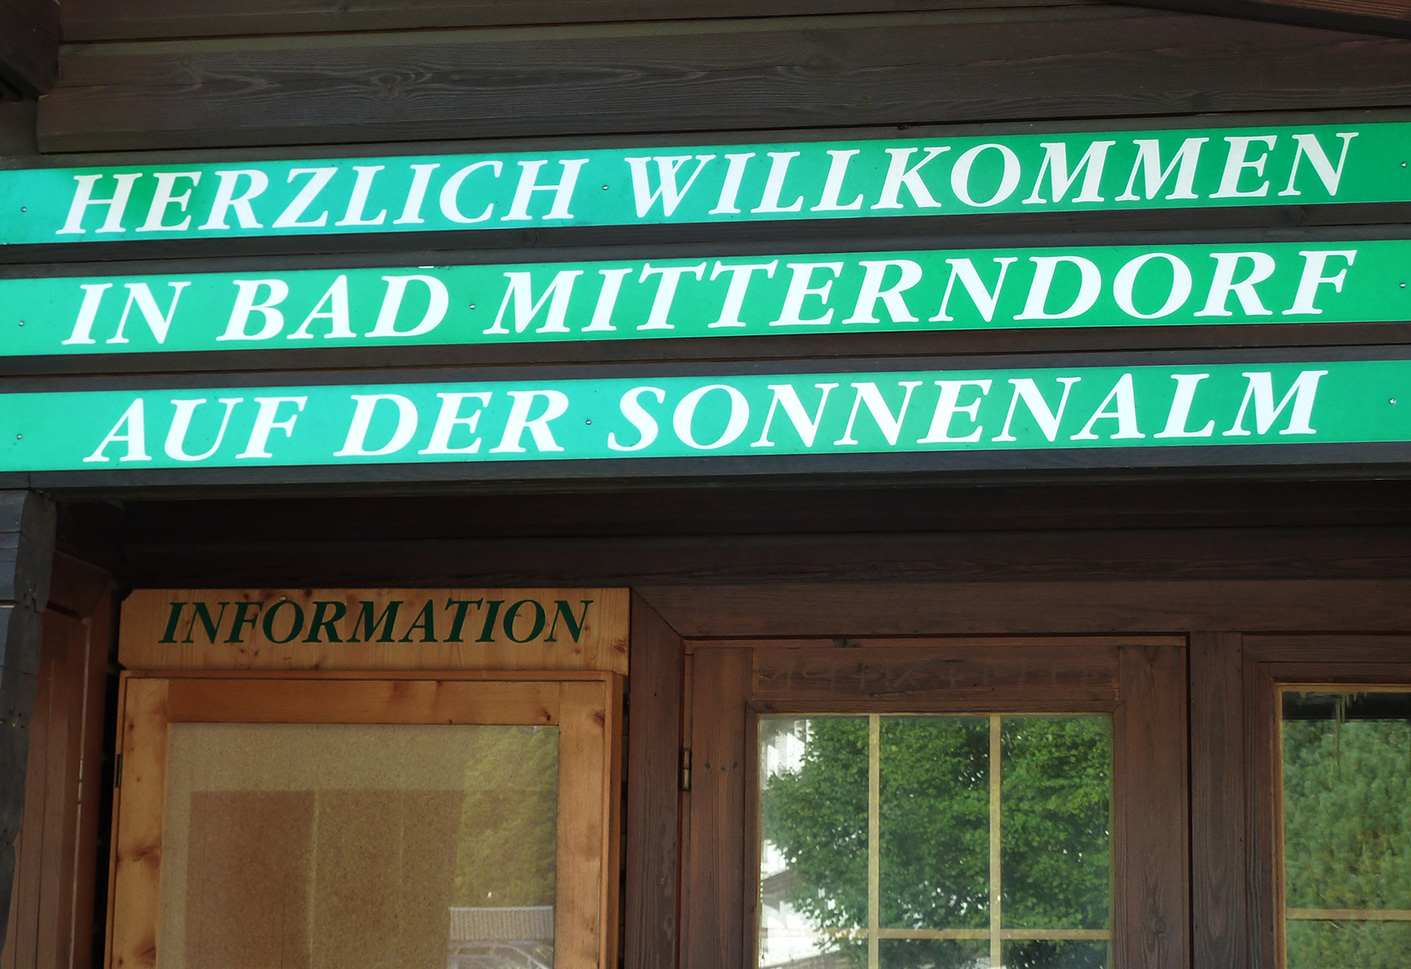 HERZLICH WILLKOMMEN
IN BAD MITTERNDORF
AUF DER SONNENALM
INFORMATION